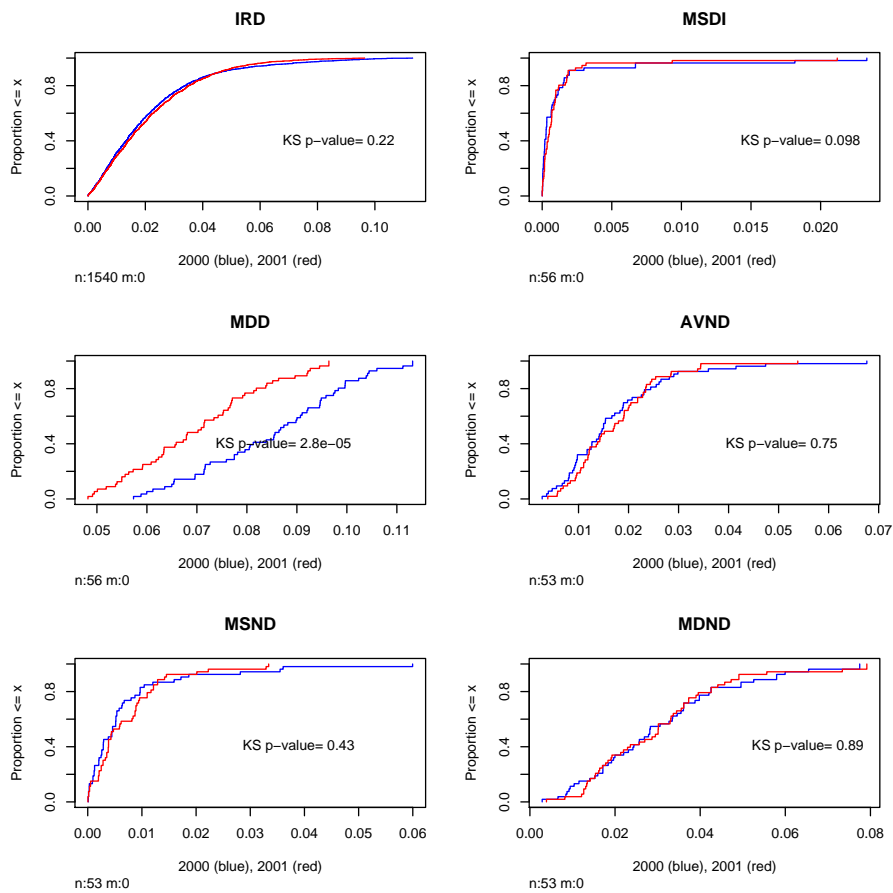 IRD
Proportion <= x
0.0 0.4 0.8
KS p−value= 0.22
0.00 0.02 0.04 0.06 0.08 0.10
2000 (blue), 2001 (red)
n:1540 m:0
MSDI
Proportion <= x
0.0 0.4 0.8
KS p−value= 0.098
0.000 0.005 0.010 0.015 0.020
2000 (blue), 2001 (red)
n:56 m:0
MDD
Proportion <= x
0.0 0.4 0.8
KS p−value= 2.8e−05
0.05 0.06 0.07 0.08 0.09 0.10 0.11
2000 (blue), 2001 (red)
n:56 m:0
AVND
Proportion <= x
0.0 0.4 0.8
KS p−value= 0.75
0.01 0.02 0.03 0.04 0.05 0.06 0.07
2000 (blue), 2001 (red)
n:53 m:0
MSND
Proportion <= x
0.0 0.4 0.8
KS p−value= 0.43
0.00 0.01 0.02 0.03 0.04 0.05 0.06
2000 (blue), 2001 (red)
n:53 m:0
MDND
Proportion <= x
0.0 0.4 0.8
KS p−value= 0.89
0.00 0.02 0.04 0.06 0.08
2000 (blue), 2001 (red)
n:53 m:0